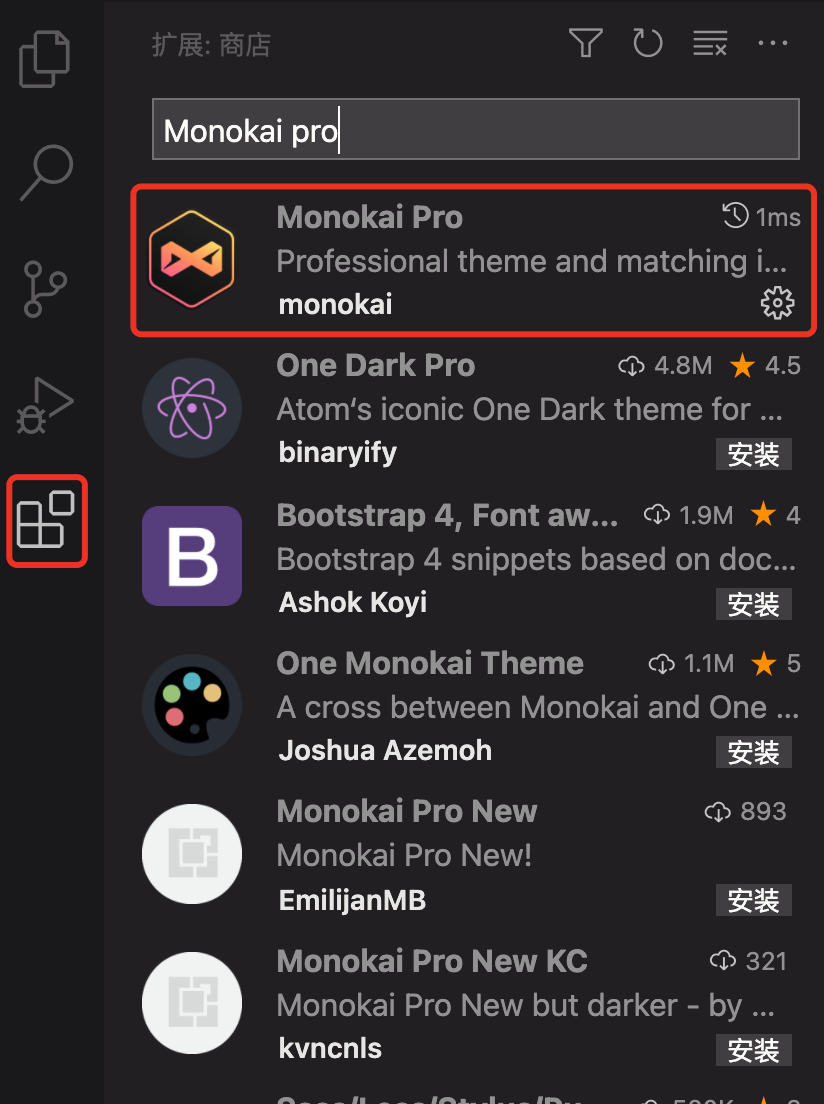 扩展: 商店
Monokai pro
Monokai Pro 1ms
Professional theme and matching i...
monokai
One Dark Pro 4.8M 4.5
Atom‘s iconic One Dark theme for ...
binaryify 安装
B
Bootstrap 4, Font aw... 1.9M 4
Bootstrap 4 snippets based on doc...
Ashok Koyi 安装
One Monokai Theme 1.1M 5
A cross between Monokai and One ...
Joshua Azemoh 安装
Monokai Pro New 893
Monokai Pro New!
EmilijanMB 安装
Monokai Pro New KC 321
Monokai Pro New but darker - by ...
kvncnls 安装